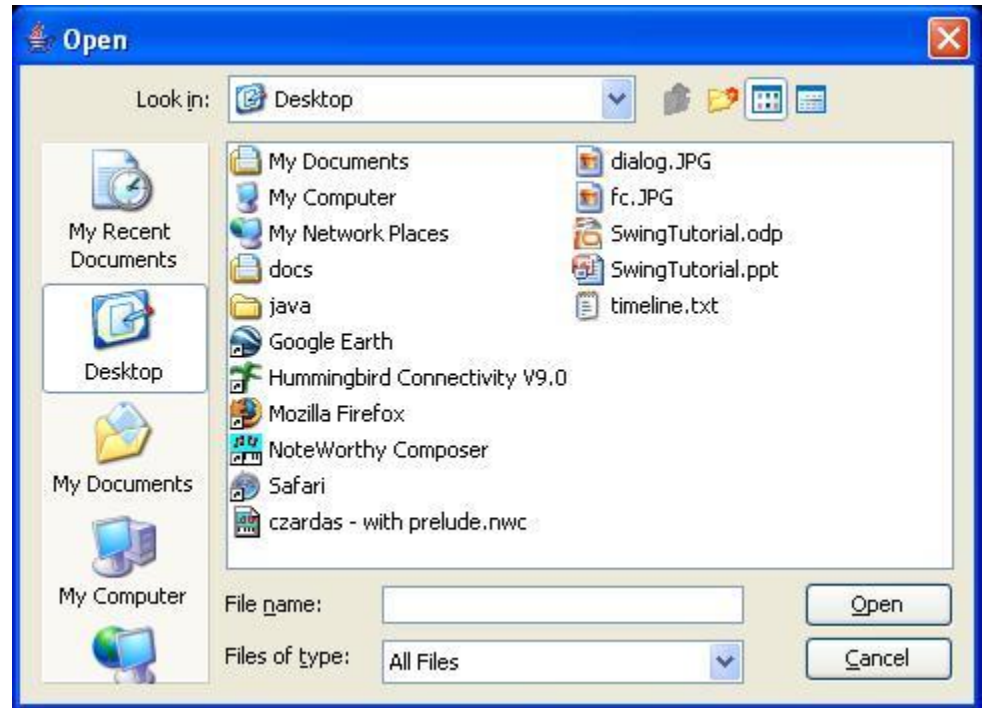 Open
Look in: Desktop
My Recent
Documents
Desktop
My Documents
My Computer
My Documents
My Computer
My Network Places
docs
java
Google Earth
Hummingbird Connectivity V9.0
Mozilla Firefox
NoteWorthy Composer
Safari
czardas - with prelude.nwc
dialog.JPG
fc.JPG
SwingTutorial.odp
SwingTutorial.ppt
timeline.txt
File name:
Open
Files of type: All Files
Cancel